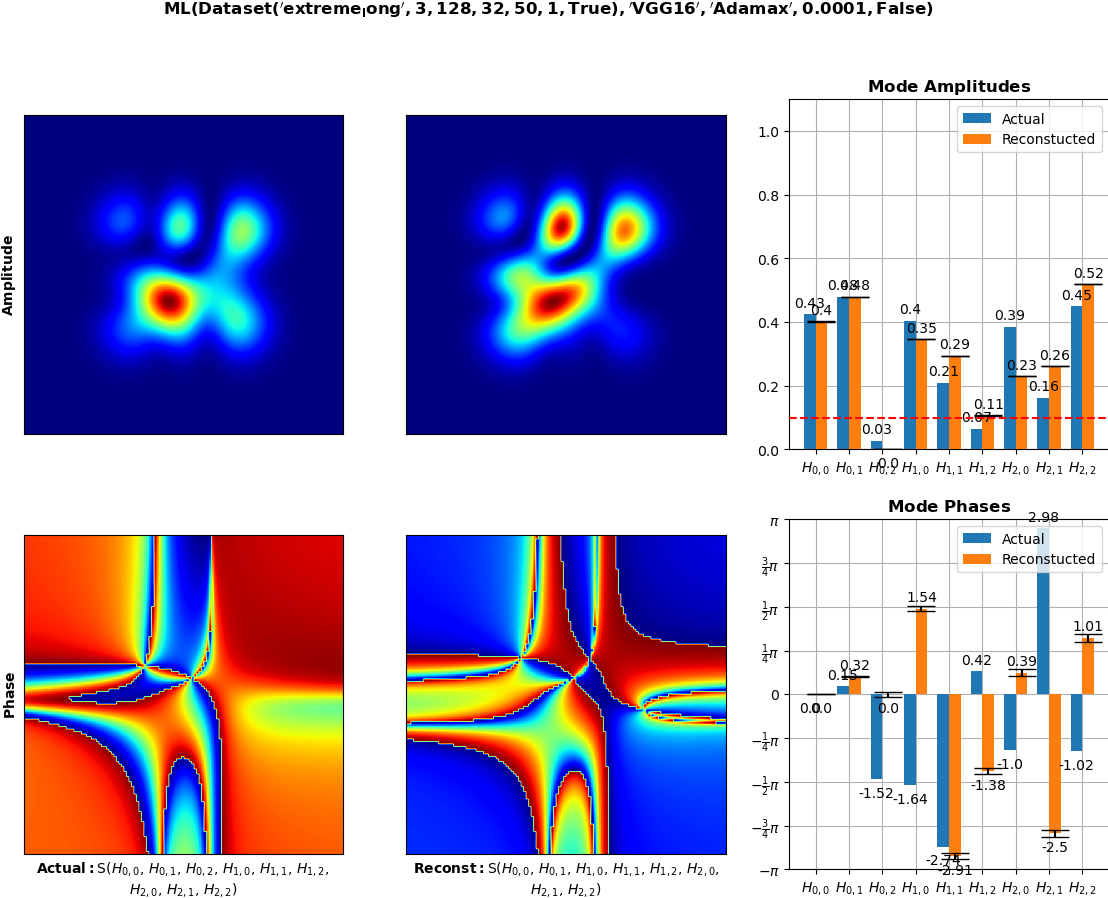 ML(Dataset('extreme_long', 3, 128, 32, 50, 1, True), 'VGG16', 'Adamax', 0.0001, False)
Mode Amplitudes
Amplitude
Actual
Reconstucted
1.0
0.8
0.6
0.4
0.2
0.0
0.43
0.4
0.48
0.48
0.03
0.0
0.4
0.35
0.21
0.29
0.07
0.11
0.39
0.23
0.16
0.26
0.45
0.52
H0,0 H0,1 H0,2 H1,0 H1,1 H1,2 H2,0 H2,1 H2,2
Mode Phases
Phase
Actual
Reconstucted
π
3/4π
1/2π
1/4π
0
−1/4π
−1/2π
−3/4π
−π
0.0
0.0
0.15
0.32
-1.52
0.0
-1.64
1.54
-2.74
-2.91
0.42
-1.38
-1.0
0.39
2.98
-2.5
-1.02
1.01
H0,0 H0,1 H0,2 H1,0 H1,1 H1,2 H2,0 H2,1 H2,2
Actual: S(H0,0, H0,1, H0,2, H1,0, H1,1, H1,2,
H2,0, H2,1, H2,2)
Reconst: S(H0,0, H0,1, H1,0, H1,1, H1,2, H2,0,
H2,1, H2,2)